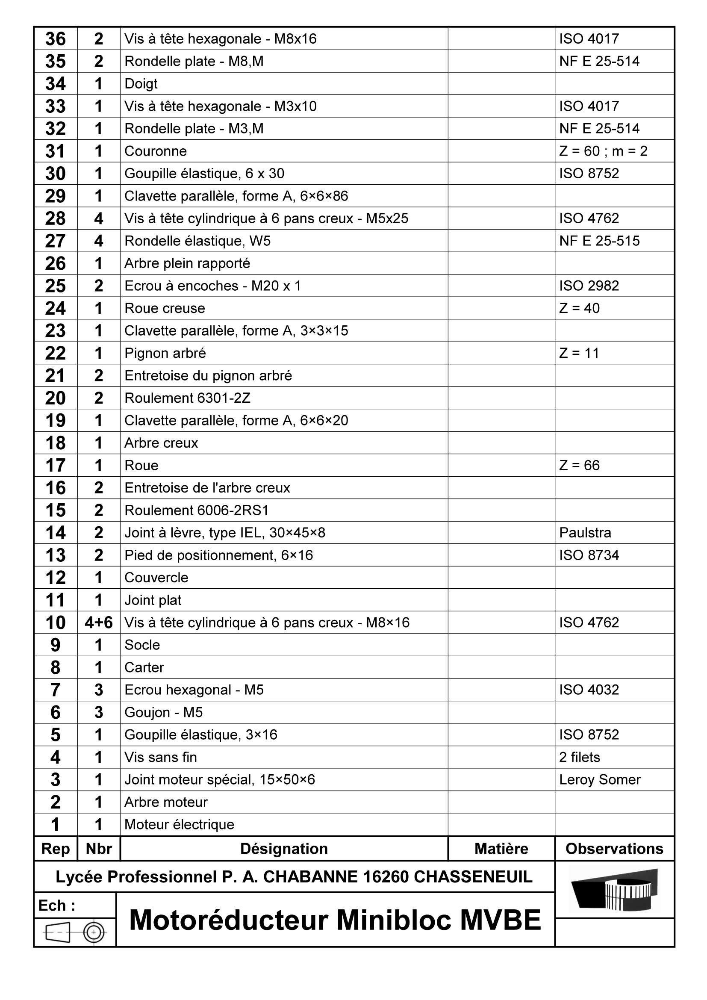 36 2 Vis à tête hexagonale - M8x16 ISO 4017
35 2 Rondelle plate - M8,M NF E 25-514
34 1 Doigt
33 1 Vis à tête hexagonale - M3x10 ISO 4017
32 1 Rondelle plate - M3,M NF E 25-514
31 1 Couronne Z = 60 ; m = 2
30 1 Goupille élastique, 6 x 30 ISO 8752
29 1 Clavette parallèle, forme A, 6×6×86
28 4 Vis à tête cylindrique à 6 pans creux - M5x25 ISO 4762
27 4 Rondelle élastique, W5 NF E 25-515
26 1 Arbre plein rapporté
25 2 Ecrou à encoches - M20 x 1 ISO 2982
24 1 Roue creuse Z = 40
23 1 Clavette parallèle, forme A, 3×3×15
22 1 Pignon arbré Z = 11
21 2 Entretoise du pignon arbré
20 2 Roulement 6301-2Z
19 1 Clavette parallèle, forme A, 6×6×20
18 1 Arbre creux
17 1 Roue Z = 66
16 2 Entretoise de l'arbre creux
15 2 Roulement 6006-2RS1
14 2 Joint à lèvre, type IEL, 30×45×8 Paulstra
13 2 Pied de positionnement, 6×16 ISO 8734
12 1 Couvercle
11 1 Joint plat
10 4+6 Vis à tête cylindrique à 6 pans creux - M8×16 ISO 4762
9 1 Socle
8 1 Carter
7 3 Ecrou hexagonal - M5 ISO 4032
6 3 Goujon - M5
5 1 Goupille élastique, 3×16 ISO 8752
4 1 Vis sans fin 2 filets
3 1 Joint moteur spécial, 15×50×6 Leroy Somer
2 1 Arbre moteur
1 1 Moteur électrique
Rep Nbr Désignation Matière Observations
Lycée Professionnel P. A. CHABANNE 16260 CHASSENEUIL
Ech :
Motoréducteur Minibloc MVBE